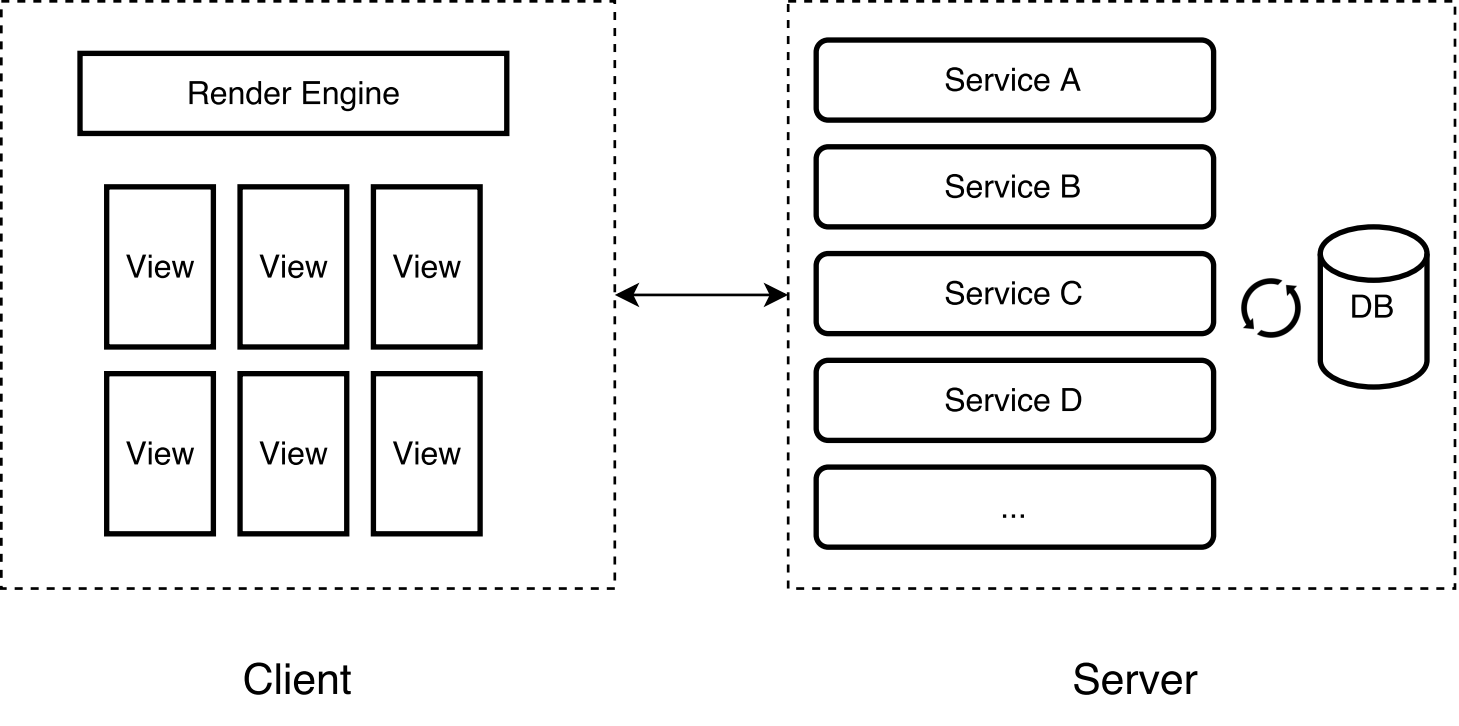 Render Engine
View View View
View View View
Client
Service A
Service B
Service C
Service D
...
DB
Server